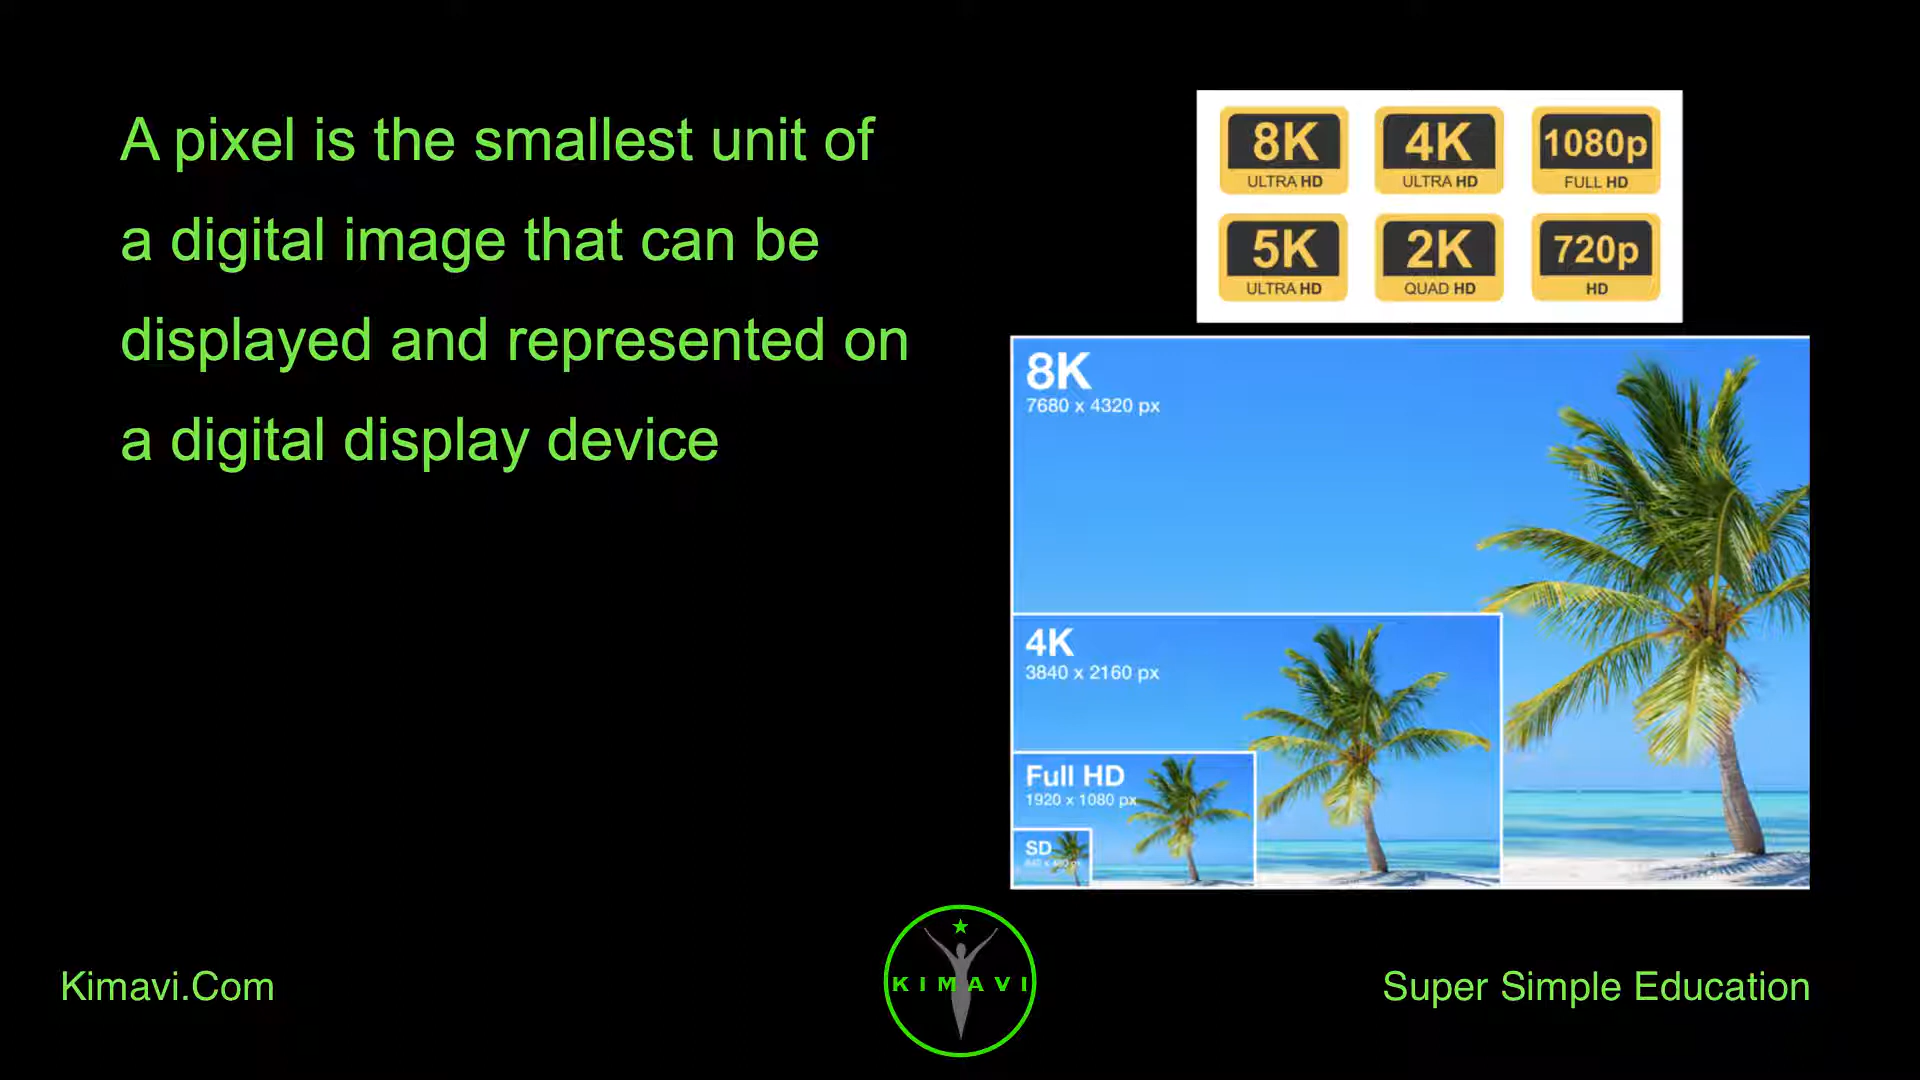 A pixel is the smallest unit of
a digital image that can be
displayed and represented on
a digital display device
8K
ULTRA HD
4K
ULTRA HD
1080p
FULL HD
5K
ULTRA HD
2K
QUAD HD
720p
HD
8K
7680 x 4320 px
4K
3840 x 2160 px
Full HD
1920 x 1080 px
SD
Kimavi.Com
KIMAVI
Super Simple Education